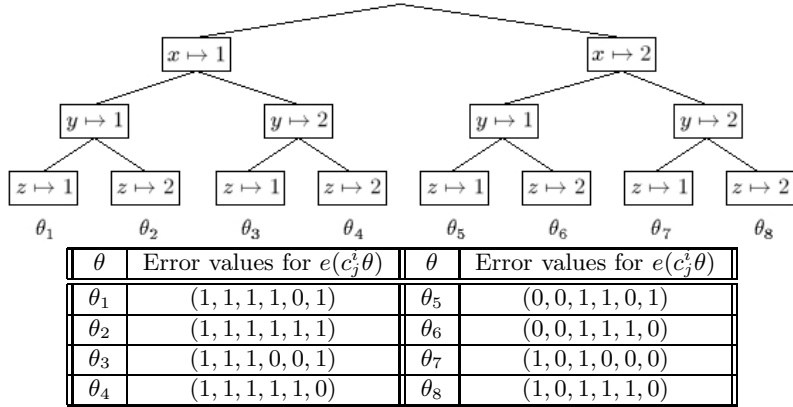 x ↦ 1 x ↦ 2
y ↦ 1 y ↦ 2 y ↦ 1 y ↦ 2
z ↦ 1 z ↦ 2 z ↦ 1 z ↦ 2 z ↦ 1 z ↦ 2 z ↦ 1 z ↦ 2
θ₁ θ₂ θ₃ θ₄ θ₅ θ₆ θ₇ θ₈
θ Error values for e(cⁱⱼθ) θ Error values for e(cⁱⱼθ)
θ₁ (1, 1, 1, 1, 0, 1) θ₅ (0, 0, 1, 1, 0, 1)
θ₂ (1, 1, 1, 1, 1, 1) θ₆ (0, 0, 1, 1, 1, 0)
θ₃ (1, 1, 1, 0, 0, 1) θ₇ (1, 0, 1, 0, 0, 0)
θ₄ (1, 1, 1, 1, 1, 0) θ₈ (1, 0, 1, 1, 1, 0)